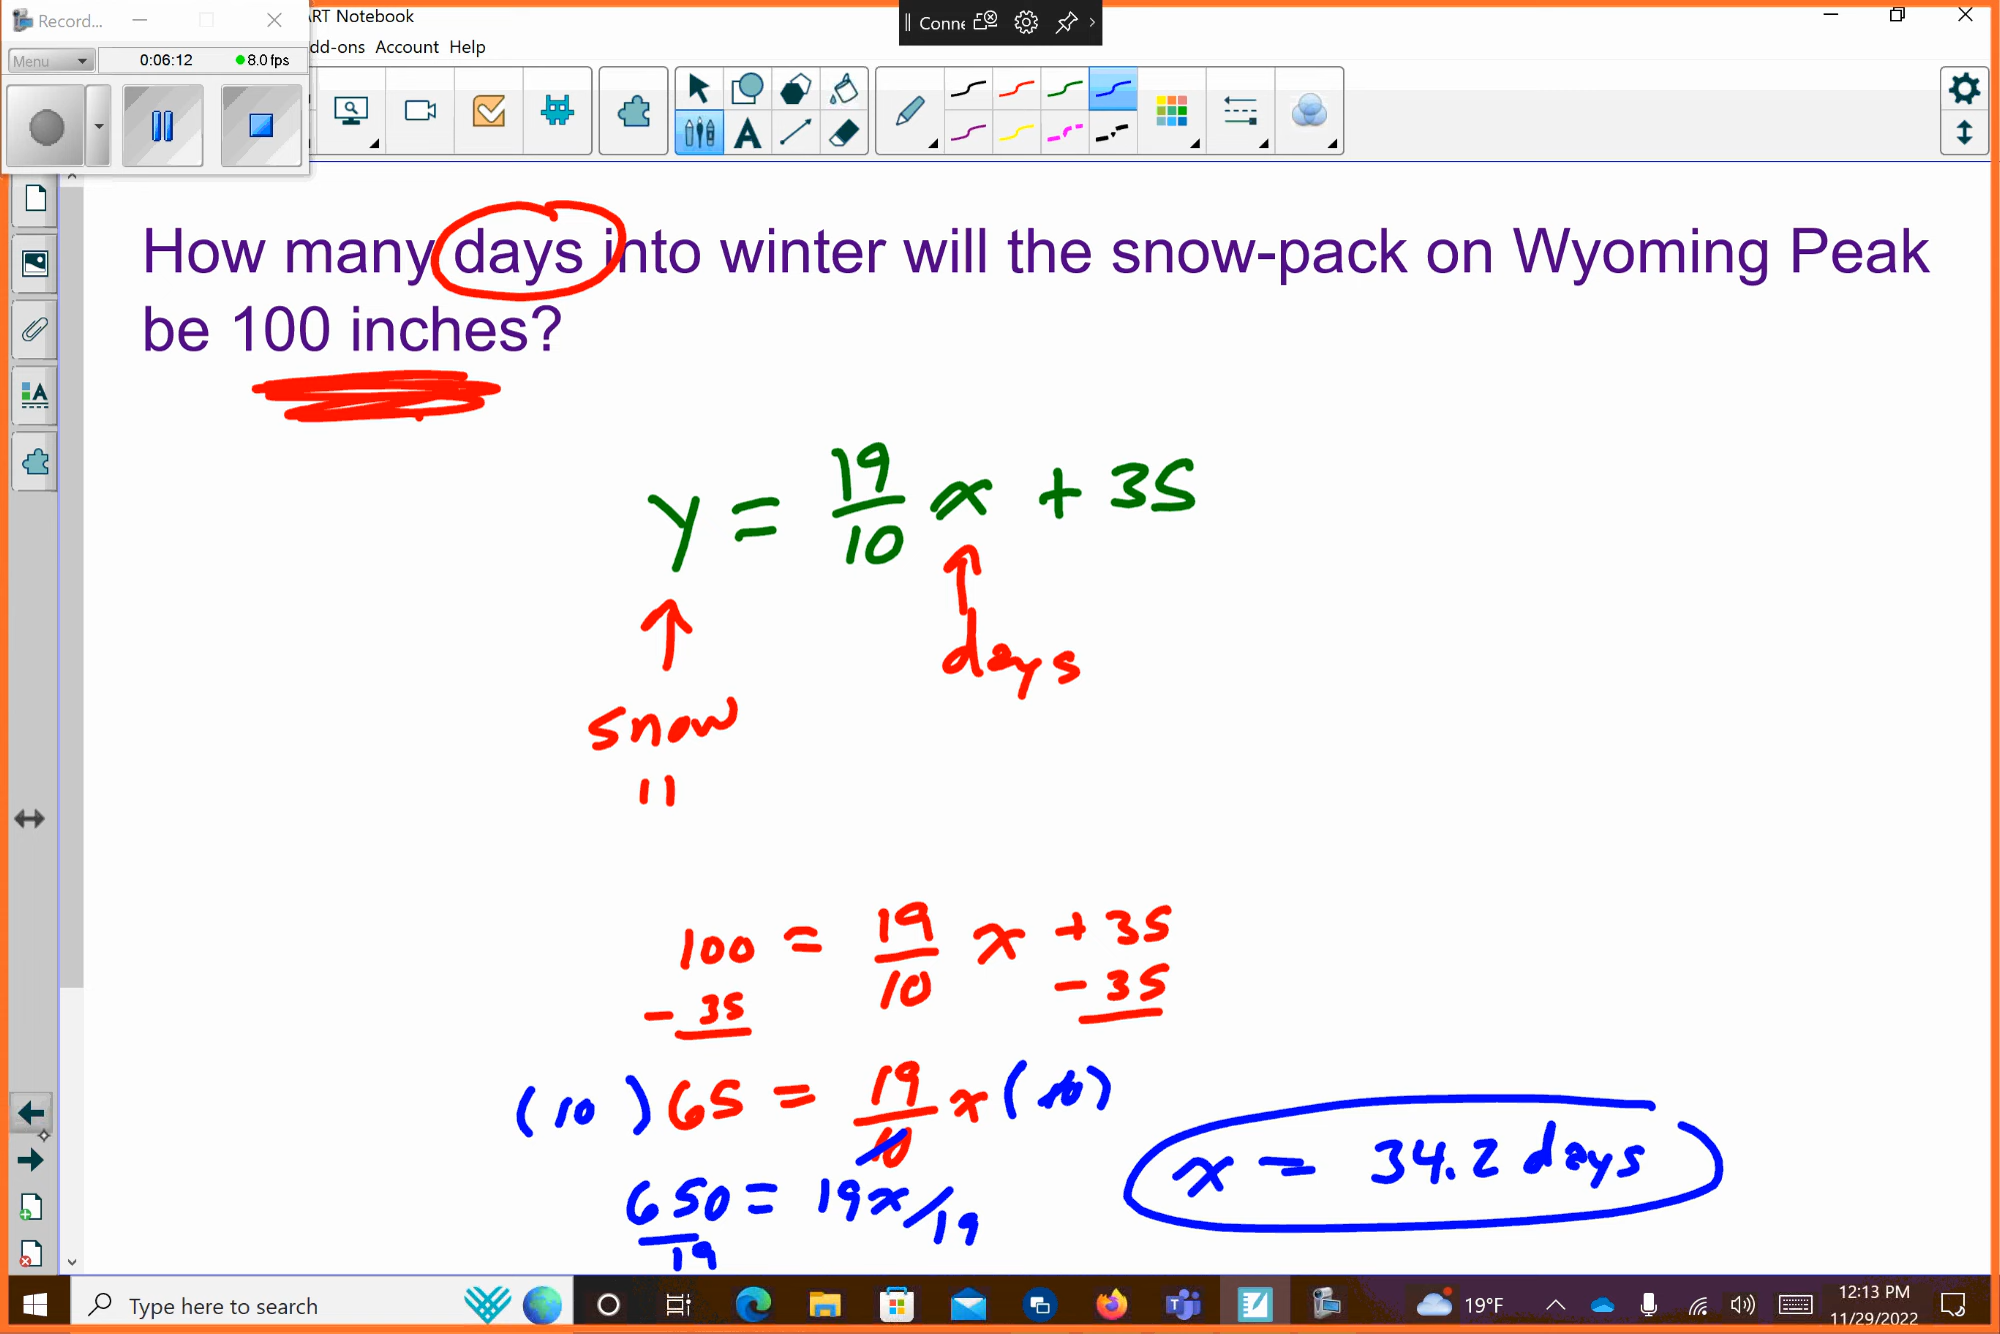 Record...
ART Notebook
Conne
dd-ons Account Help
Menu
0:06:12
8.0 fps
How many days into winter will the snow-pack on Wyoming Peak
be 100 inches?
y = 19/10 x + 35
days
snow
"
100 = 19/10 x + 35
- 35 - 35
(10) 65 = 19/10 x (10)
650/19 = 19x/19
x = 34.2 days
Type here to search
19°F
12:13 PM
11/29/2022